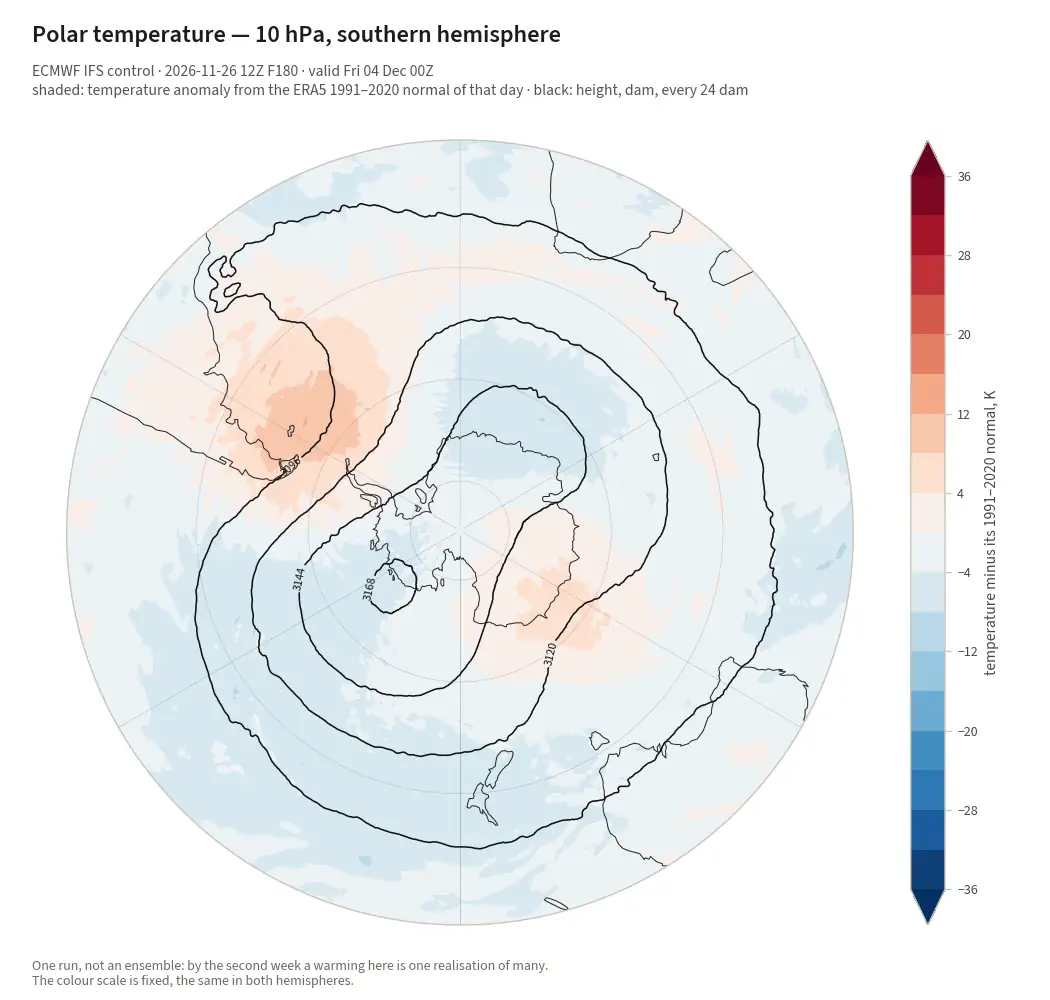 Polar temperature — 10 hPa, southern hemisphere
ECMWF IFS control · 2026-11-26 12Z F180 · valid Fri 04 Dec 00Z
shaded: temperature anomaly from the ERA5 1991–2020 normal of that day · black: height, dam, every 24 dam
36
28
20
12
4
−4
−12
−20
−28
−36
temperature minus its 1991–2020 normal, K
3144
3168
3120
One run, not an ensemble: by the second week a warming here is one realisation of many.
The colour scale is fixed, the same in both hemispheres.